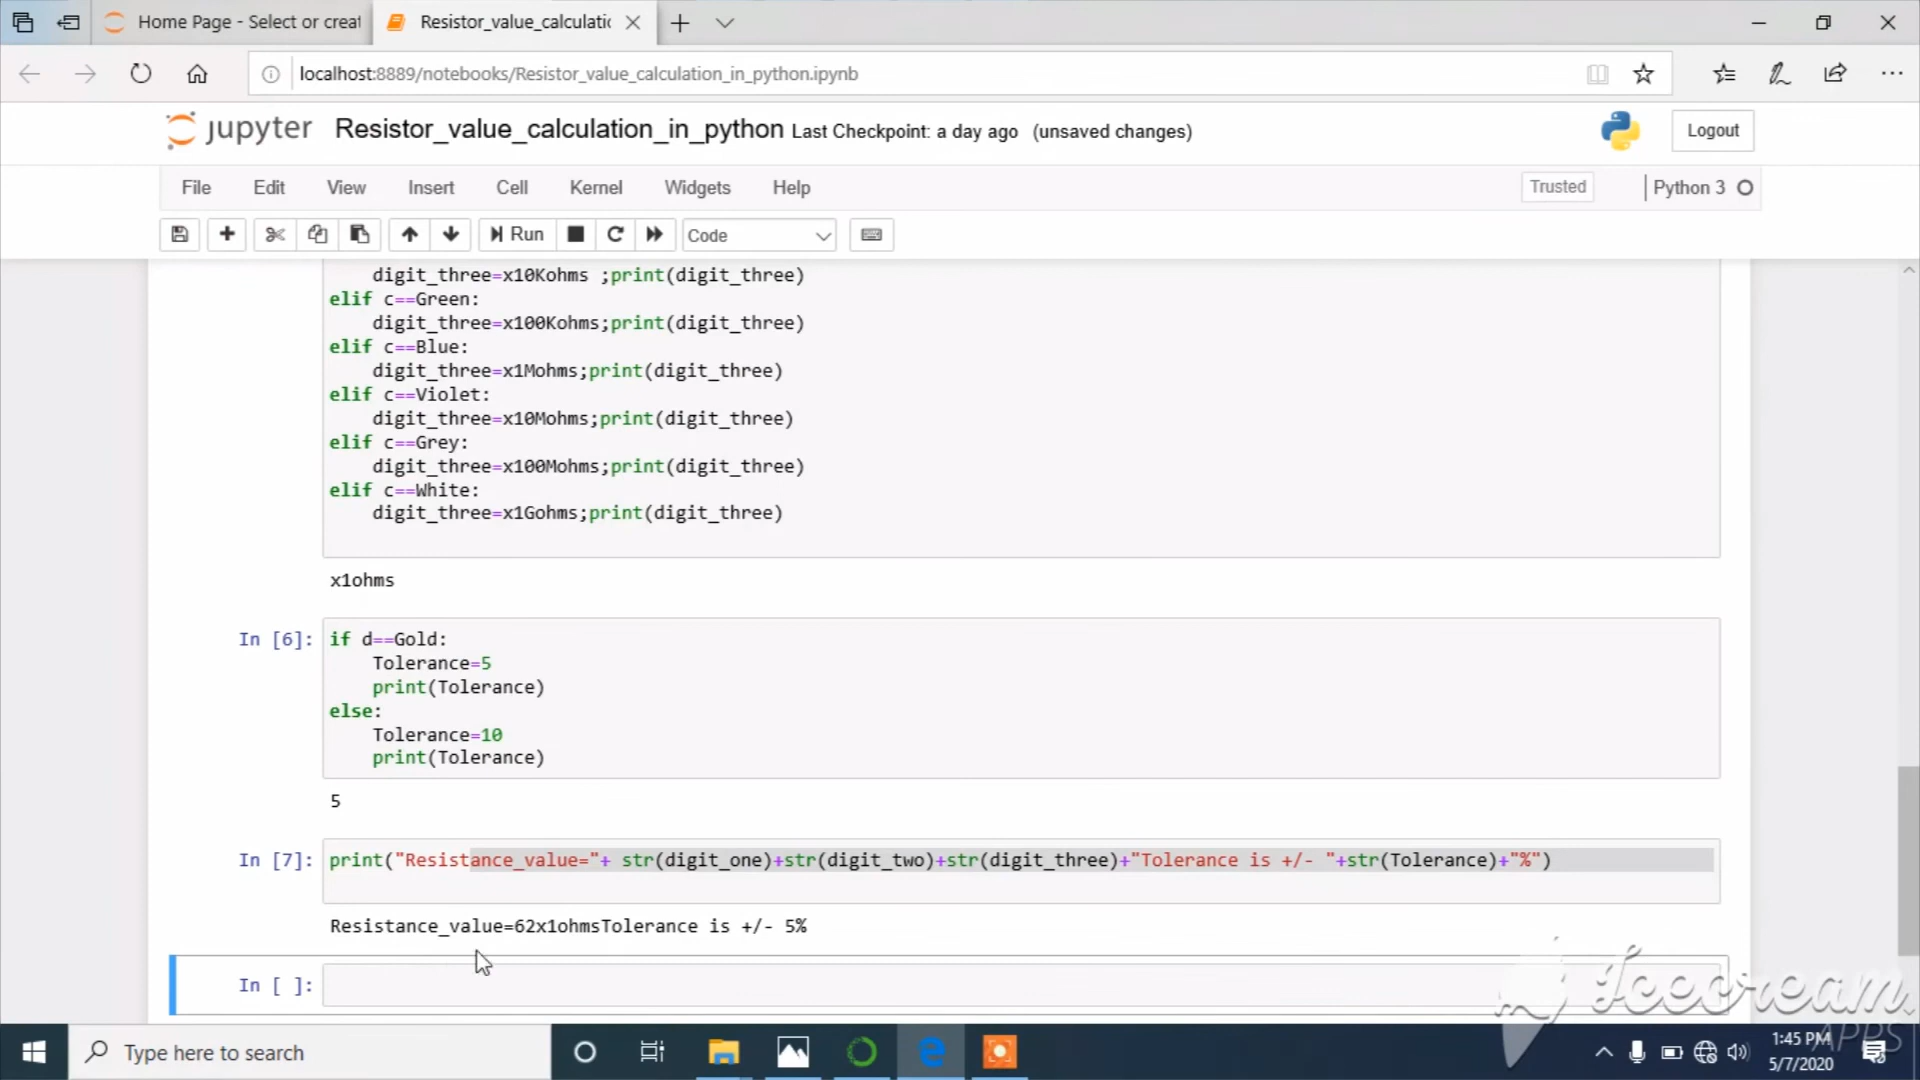 Home Page - Select or creat
Resistor_value_calculatic
localhost:8889/notebooks/Resistor_value_calculation_in_python.ipynb
jupyter Resistor_value_calculation_in_python Last Checkpoint: a day ago (unsaved changes)
Logout
File Edit View Insert Cell Kernel Widgets Help
Trusted
Python 3
Run
Code
digit_three=x10Kohms ;print(digit_three)
elif c==Green:
digit_three=x100Kohms;print(digit_three)
elif c==Blue:
digit_three=x1Mohms;print(digit_three)
elif c==Violet:
digit_three=x10Mohms;print(digit_three)
elif c==Grey:
digit_three=x100Mohms;print(digit_three)
elif c==White:
digit_three=x1Gohms;print(digit_three)
x1ohms
In [6]: if d==Gold:
Tolerance=5
print(Tolerance)
else:
Tolerance=10
print(Tolerance)
5
In [7]: print("Resistance_value="+ str(digit_one)+str(digit_two)+str(digit_three)+"Tolerance is +/- "+str(Tolerance)+"%")
Resistance_value=62x1ohmsTolerance is +/- 5%
In [ ]:
Icecream
APPS
Type here to search
1:45 PM
5/7/2020